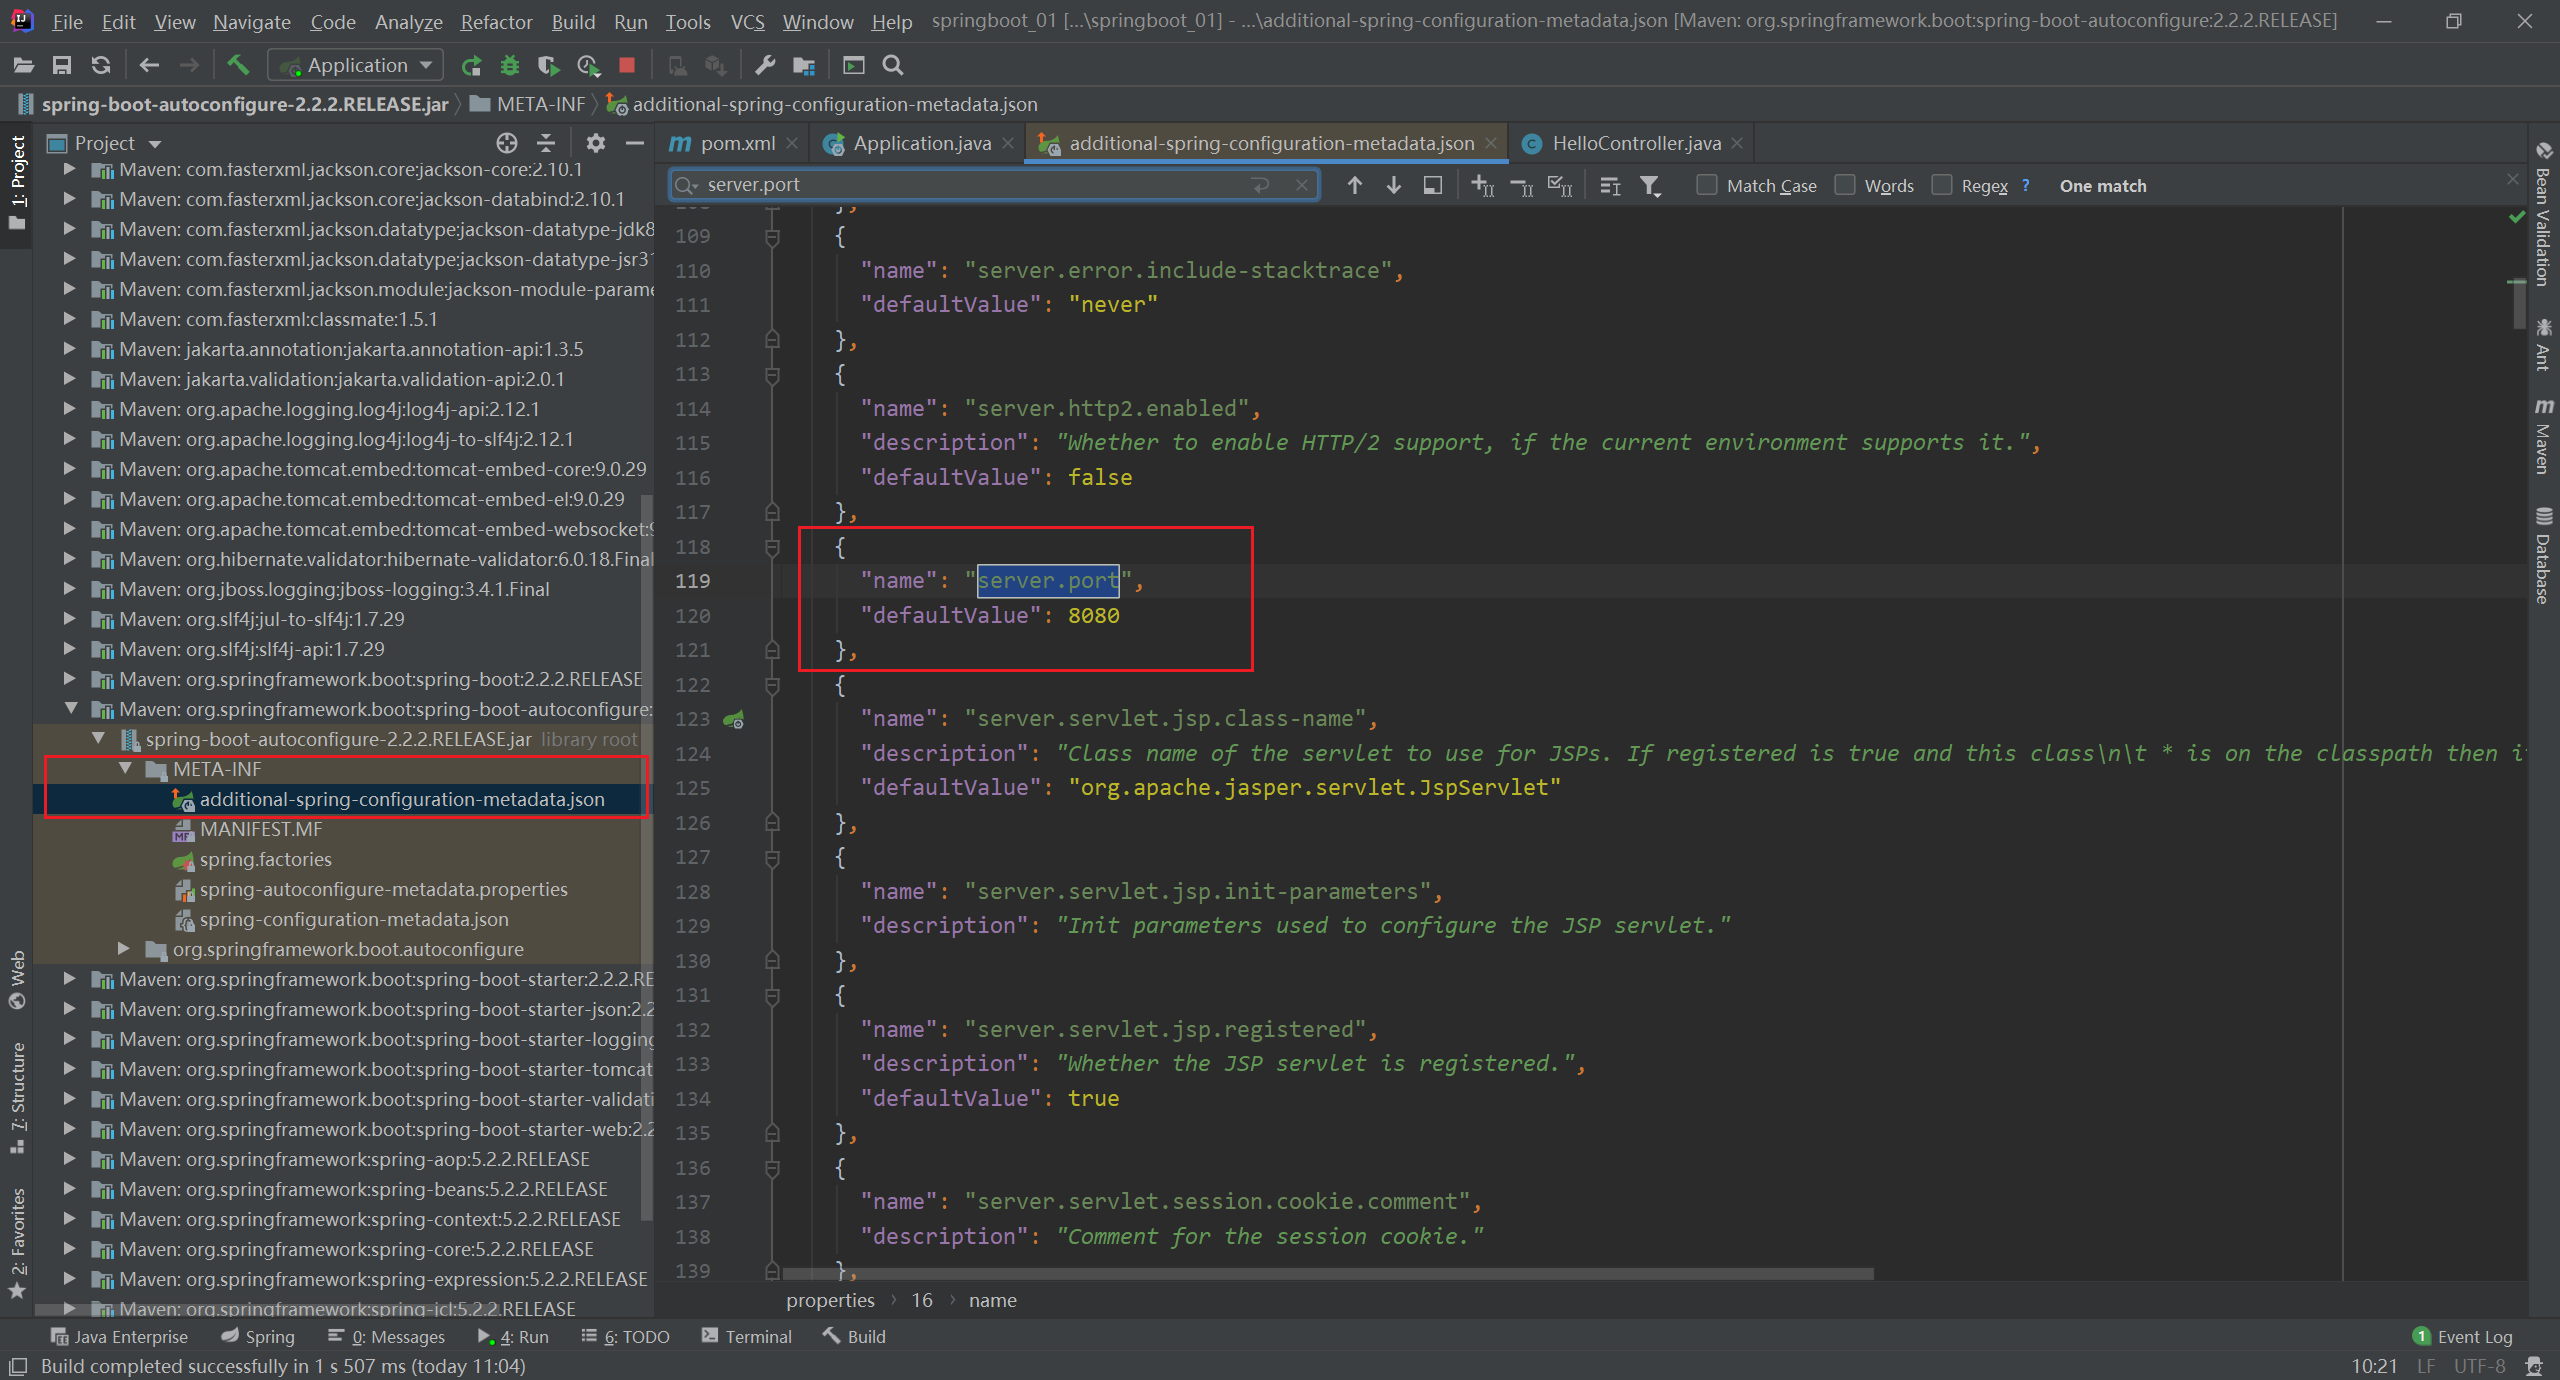 File Edit View Navigate Code Analyze Refactor Build Run Tools VCS Window Help springboot_01 [...\springboot_01] - ...\additional-spring-configuration-metadata.json [Maven: org.springframework.boot:spring-boot-autoconfigure:2.2.2.RELEASE]
Application
spring-boot-autoconfigure-2.2.2.RELEASE.jar META-INF additional-spring-configuration-metadata.json
1: Project
Web
7: Structure
2: Favorites
Project
Maven: com.fasterxml.jackson.core:jackson-core:2.10.1
Maven: com.fasterxml.jackson.core:jackson-databind:2.10.1
Maven: com.fasterxml.jackson.datatype:jackson-datatype-jdk8
Maven: com.fasterxml.jackson.datatype:jackson-datatype-jsr31
Maven: com.fasterxml.jackson.module:jackson-module-parame
Maven: com.fasterxml:classmate:1.5.1
Maven: jakarta.annotation:jakarta.annotation-api:1.3.5
Maven: jakarta.validation:jakarta.validation-api:2.0.1
Maven: org.apache.logging.log4j:log4j-api:2.12.1
Maven: org.apache.logging.log4j:log4j-to-slf4j:2.12.1
Maven: org.apache.tomcat.embed:tomcat-embed-core:9.0.29
Maven: org.apache.tomcat.embed:tomcat-embed-el:9.0.29
Maven: org.apache.tomcat.embed:tomcat-embed-websocket:9
Maven: org.hibernate.validator:hibernate-validator:6.0.18.Final
Maven: org.jboss.logging:jboss-logging:3.4.1.Final
Maven: org.slf4j:jul-to-slf4j:1.7.29
Maven: org.slf4j:slf4j-api:1.7.29
Maven: org.springframework.boot:spring-boot:2.2.2.RELEASE
Maven: org.springframework.boot:spring-boot-autoconfigure:
spring-boot-autoconfigure-2.2.2.RELEASE.jar library root
META-INF
additional-spring-configuration-metadata.json
MANIFEST.MF
spring.factories
spring-autoconfigure-metadata.properties
spring-configuration-metadata.json
org.springframework.boot.autoconfigure
Maven: org.springframework.boot:spring-boot-starter:2.2.2.RE
Maven: org.springframework.boot:spring-boot-starter-json:2.2
Maven: org.springframework.boot:spring-boot-starter-logging
Maven: org.springframework.boot:spring-boot-starter-tomcat
Maven: org.springframework.boot:spring-boot-starter-validati
Maven: org.springframework.boot:spring-boot-starter-web:2.2
Maven: org.springframework:spring-aop:5.2.2.RELEASE
Maven: org.springframework:spring-beans:5.2.2.RELEASE
Maven: org.springframework:spring-context:5.2.2.RELEASE
Maven: org.springframework:spring-core:5.2.2.RELEASE
Maven: org.springframework:spring-expression:5.2.2.RELEASE
Maven: org.springframework:spring-jcl:5.2.2.RELEASE
pom.xml Application.java additional-spring-configuration-metadata.json HelloController.java
server.port Match Case Words Regex ? One match
108 },
109 {
110 "name": "server.error.include-stacktrace",
111 "defaultValue": "never"
112 },
113 {
114 "name": "server.http2.enabled",
115 "description": "Whether to enable HTTP/2 support, if the current environment supports it.",
116 "defaultValue": false
117 },
118 {
119 "name": "server.port",
120 "defaultValue": 8080
121 },
122 {
123 "name": "server.servlet.jsp.class-name",
124 "description": "Class name of the servlet to use for JSPs. If registered is true and this class\n\t * is on the classpath then i
125 "defaultValue": "org.apache.jasper.servlet.JspServlet"
126 },
127 {
128 "name": "server.servlet.jsp.init-parameters",
129 "description": "Init parameters used to configure the JSP servlet."
130 },
131 {
132 "name": "server.servlet.jsp.registered",
133 "description": "Whether the JSP servlet is registered.",
134 "defaultValue": true
135 },
136 {
137 "name": "server.servlet.session.cookie.comment",
138 "description": "Comment for the session cookie."
139 },
properties 16 name
Bean Validation
Ant
Maven
Database
Java Enterprise Spring 0: Messages 4: Run 6: TODO Terminal Build 1 Event Log
Build completed successfully in 1 s 507 ms (today 11:04) 10:21 LF UTF-8